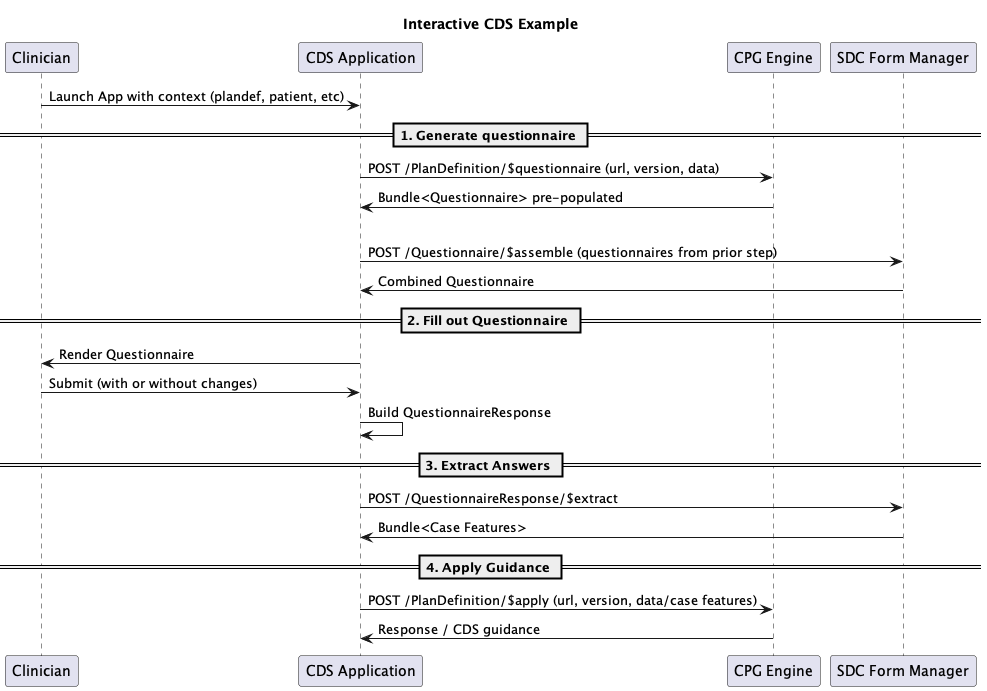 Interactive CDS Example
Clinician
CDS Application
CPG Engine
SDC Form Manager
Launch App with context (plandef, patient, etc)
1. Generate questionnaire
POST /PlanDefinition/$questionnaire (url, version, data)
Bundle<Questionnaire> pre-populated
POST /Questionnaire/$assemble (questionnaires from prior step)
Combined Questionnaire
2. Fill out Questionnaire
Render Questionnaire
Submit (with or without changes)
Build QuestionnaireResponse
3. Extract Answers
POST /QuestionnaireResponse/$extract
Bundle<Case Features>
4. Apply Guidance
POST /PlanDefinition/$apply (url, version, data/case features)
Response / CDS guidance
Clinician
CDS Application
CPG Engine
SDC Form Manager